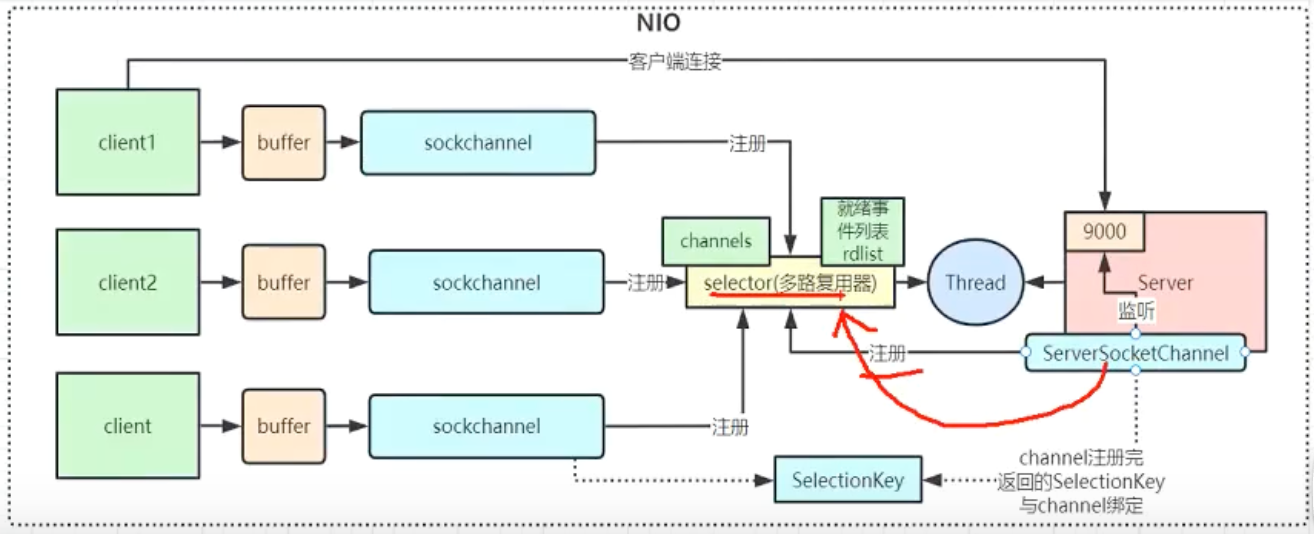 NIO
客户端连接
client1
buffer
sockchannel
注册
client2
buffer
sockchannel
注册
channels
就绪事
件列表
rdlist
selector(多路复用器)
Thread
9000
Server
监听
ServerSocketChannel
注册
client
buffer
sockchannel
注册
SelectionKey
channel注册完
返回的SelectionKey
与channel绑定